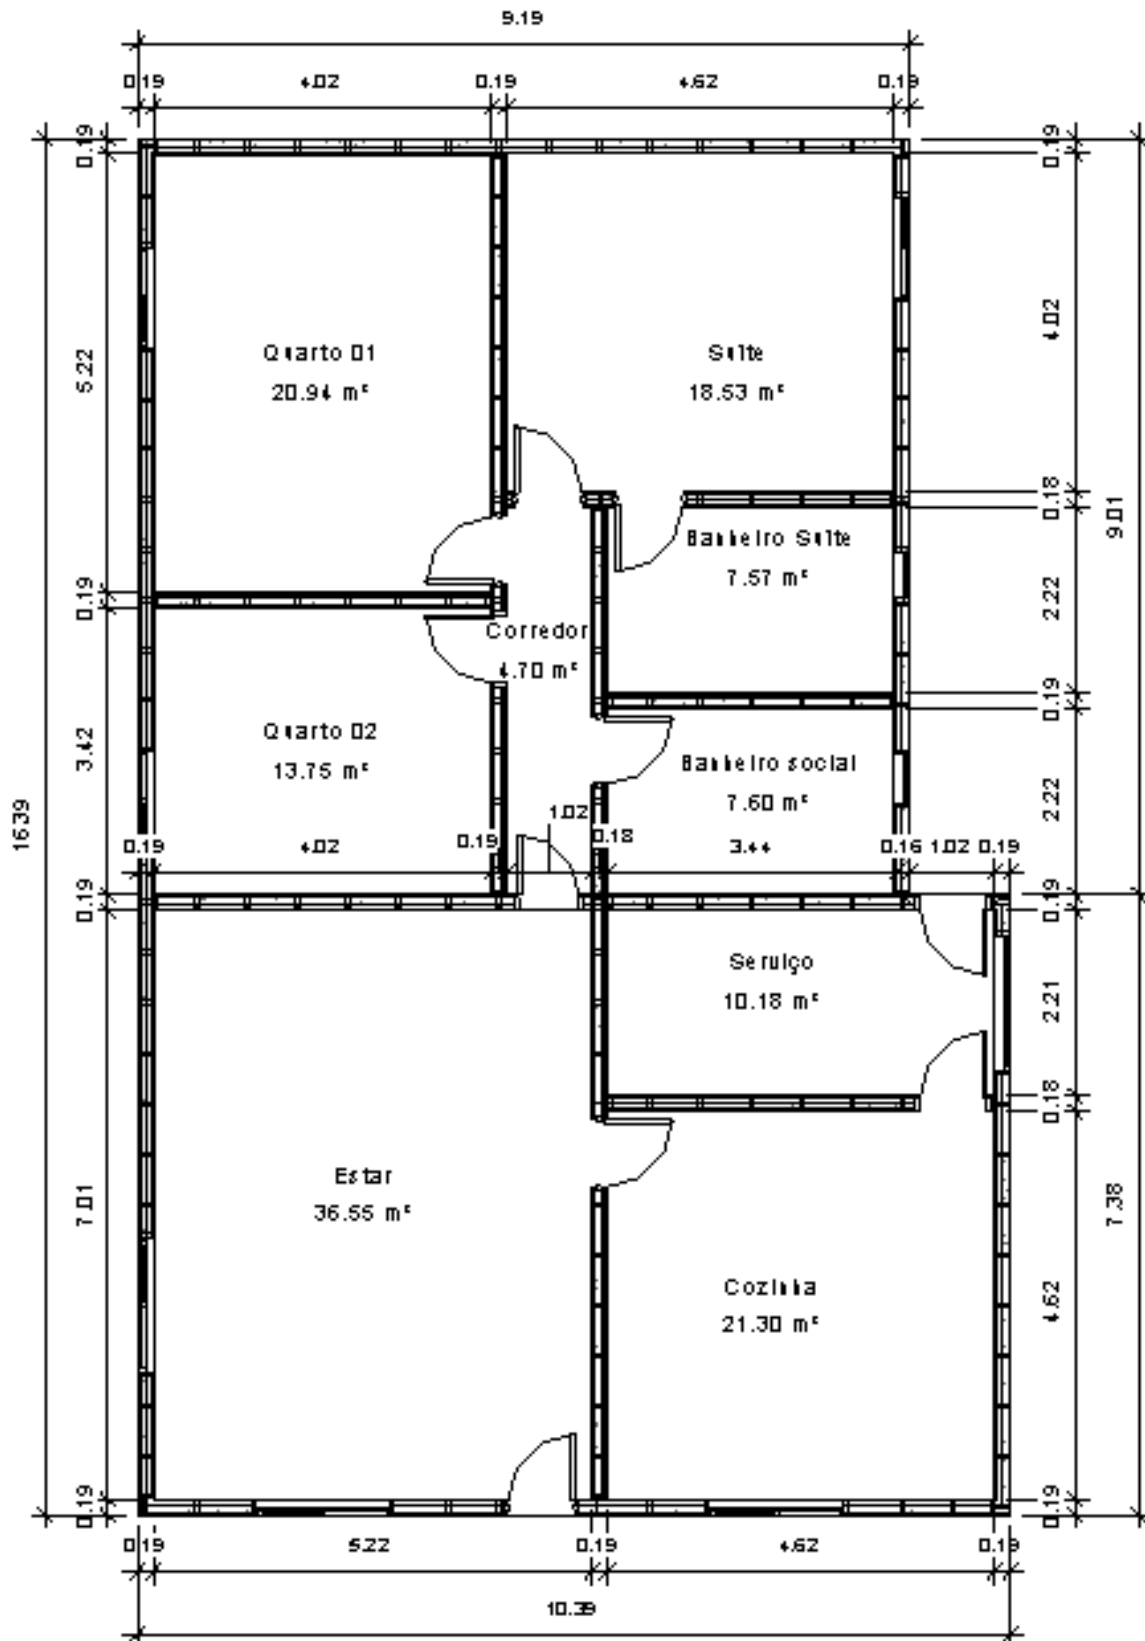 9.19
0.19 4.02 0.19 4.62 0.19
0.19
0.19
Quarto 01
20.94 m²
Suíte
18.53 m²
5.22
4.02
0.18
9.01
Banheiro Suíte
7.57 m²
0.19
2.22
Corredor
4.70 m²
0.19
Quarto 02
13.75 m²
3.42
Banheiro social
7.60 m²
2.22
1639
0.19 4.02 0.19 1.02 0.18 3.44 0.16 1.02 0.19
0.19
0.19
Serviço
10.18 m²
2.21
0.18
Estar
36.55 m²
7.01
7.38
Cozinha
21.30 m²
4.62
0.19
0.19
0.19 5.22 0.19 4.62 0.19
10.39